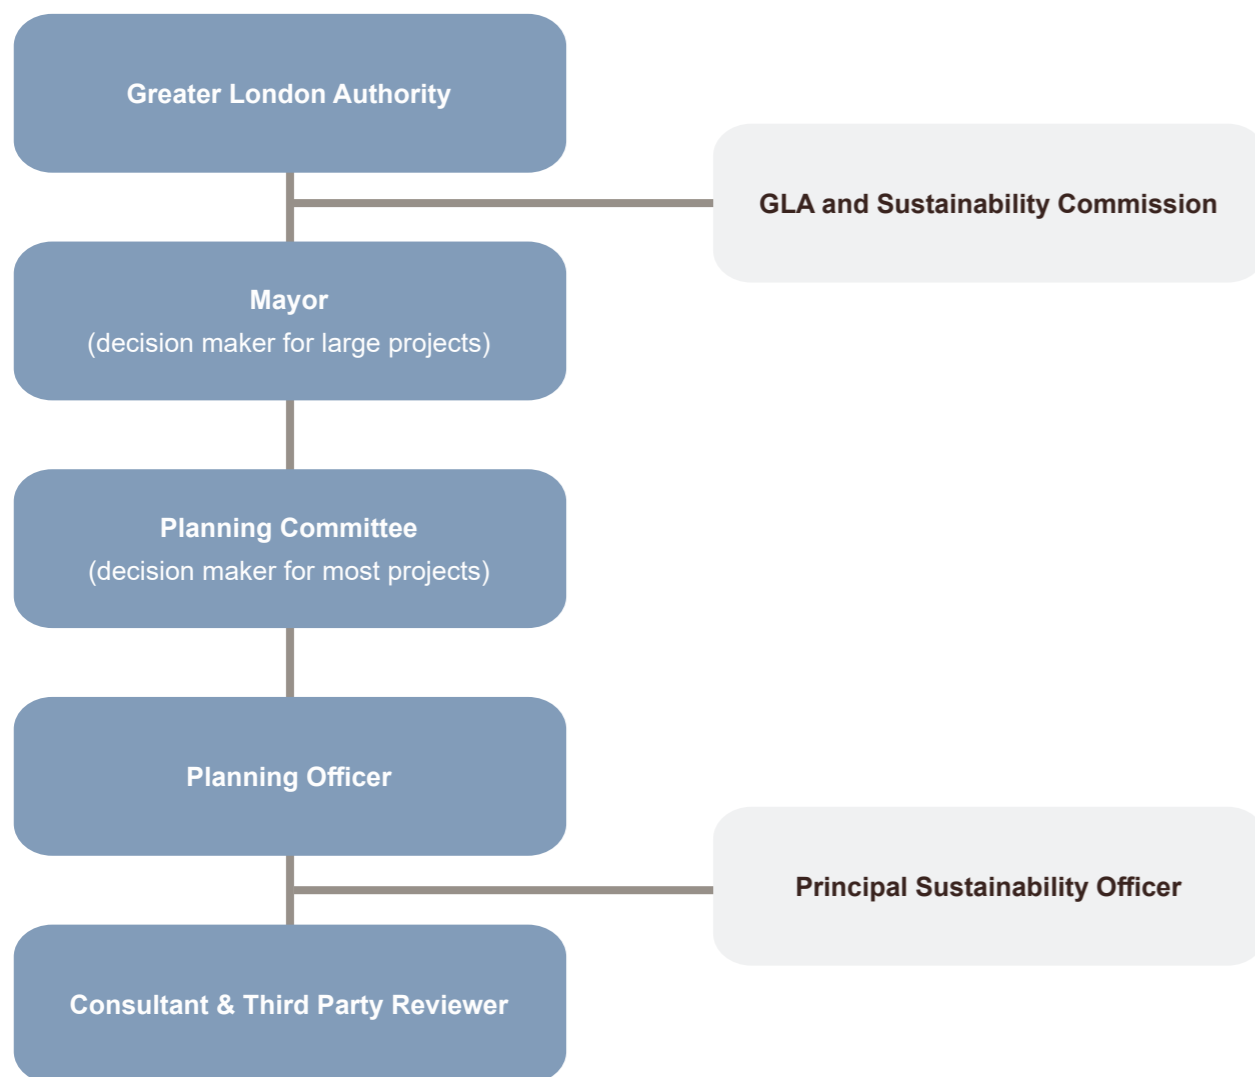 Greater London Authority
GLA and Sustainability Commission
Mayor
(decision maker for large projects)
Planning Committee
(decision maker for most projects)
Planning Officer
Principal Sustainability Officer
Consultant & Third Party Reviewer